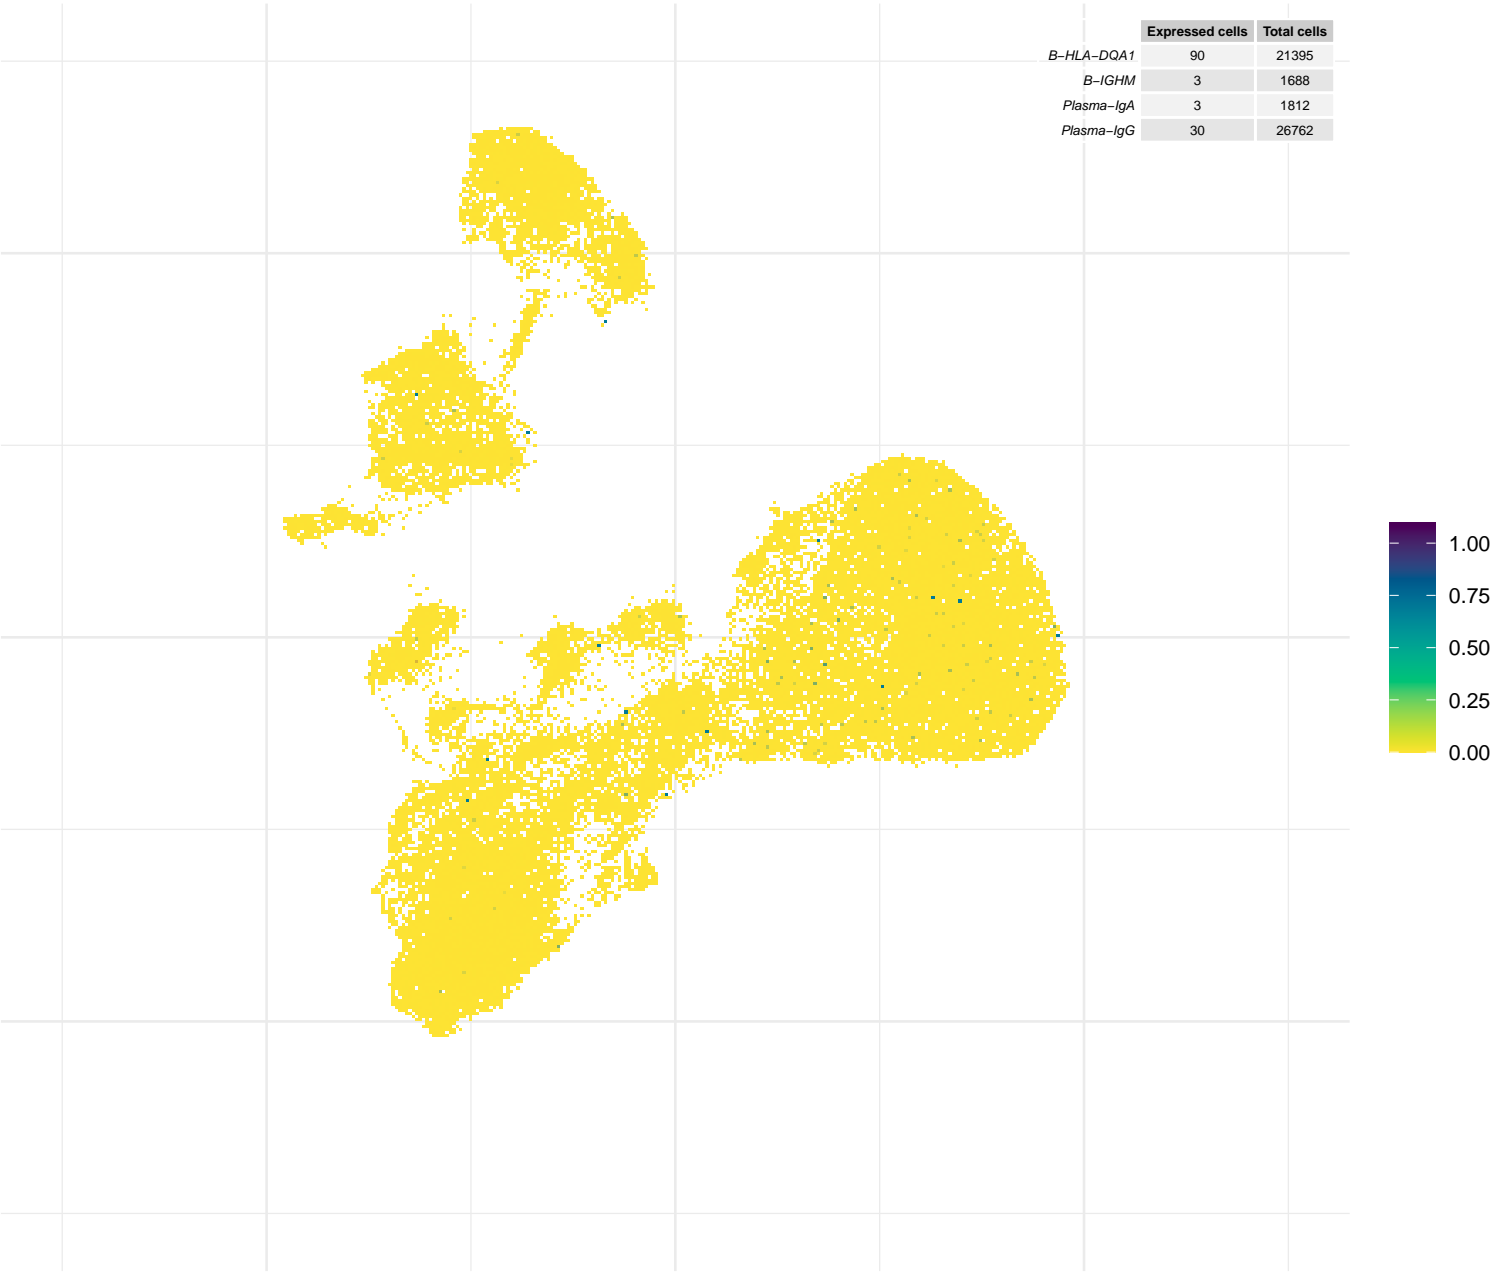 Expressed cells Total cells
B−HLA−DQA1 90 21395
B−IGHM 3 1688
Plasma−IgA 3 1812
Plasma−IgG 30 26762
1.00
0.75
0.50
0.25
0.00